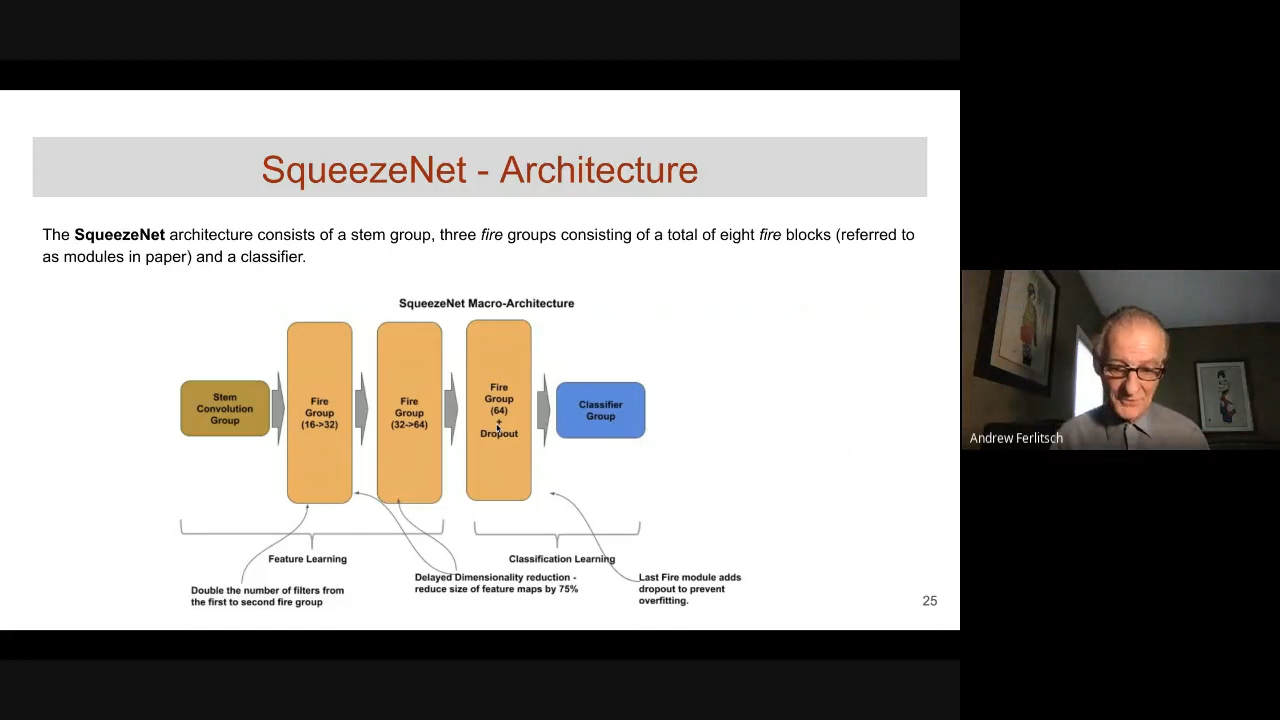 SqueezeNet - Architecture
The SqueezeNet architecture consists of a stem group, three fire groups consisting of a total of eight fire blocks (referred to
as modules in paper) and a classifier.
SqueezeNet Macro-Architecture
Stem
Convolution
Group
Fire
Group
(16->32)
Fire
Group
(32->64)
Fire
Group
(64)
+
Dropout
Classifier
Group
Feature Learning
Classification Learning
Double the number of filters from
the first to second fire group
Delayed Dimensionality reduction -
reduce size of feature maps by 75%
Last Fire module adds
dropout to prevent
overfitting.
25
Andrew Ferlitsch